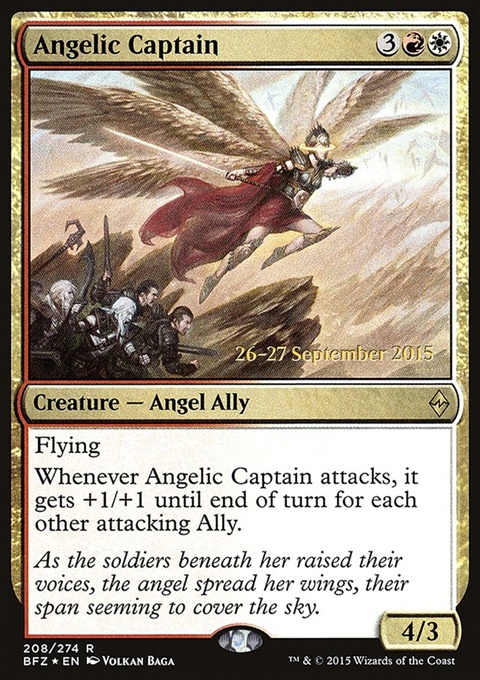 Angelic Captain 3
26–27 September 2015
Creature — Angel Ally
Flying
Whenever Angelic Captain attacks, it
gets +1/+1 until end of turn for each
other attacking Ally.
As the soldiers beneath her raised their
voices, the angel spread her wings, their
span seeming to cover the sky.
4/3
208/274 R
BFZ ★ EN Volkan Baga
™ & © 2015 Wizards of the Coast